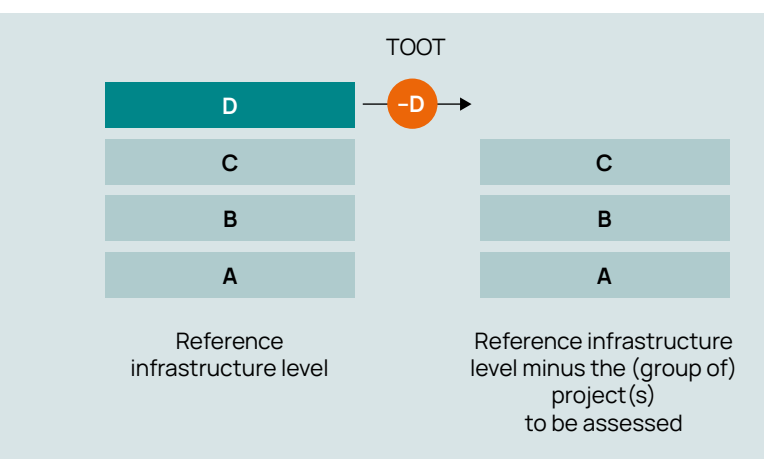 TOOT
D
–D
C
B
A
C
B
A
Reference
infrastructure level
Reference infrastructure
level minus the (group of)
project(s)
to be assessed